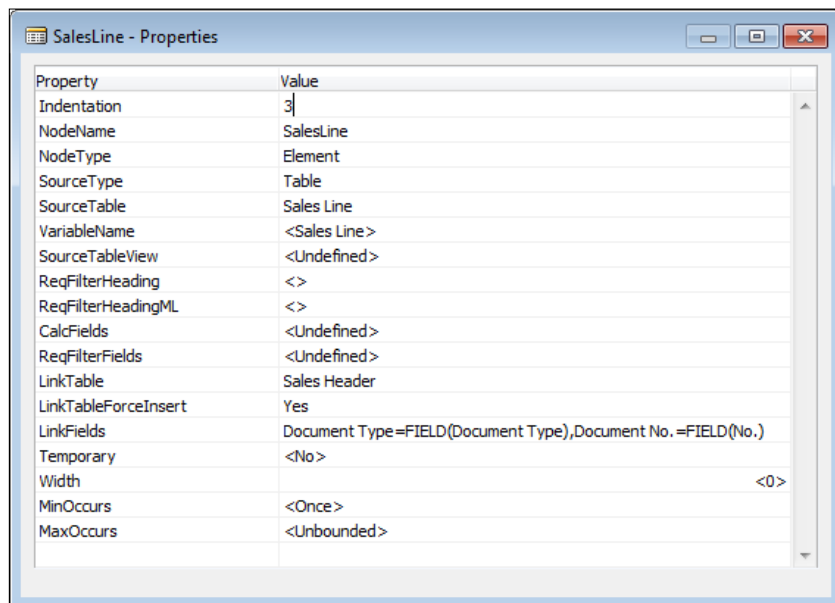 SalesLine - Properties
Property Value
Indentation 3
NodeName SalesLine
NodeType Element
SourceType Table
SourceTable Sales Line
VariableName <Sales Line>
SourceTableView <Undefined>
ReqFilterHeading <>
ReqFilterHeadingML <>
CalcFields <Undefined>
ReqFilterFields <Undefined>
LinkTable Sales Header
LinkTableForceInsert Yes
LinkFields Document Type=FIELD(Document Type),Document No.=FIELD(No.)
Temporary <No>
Width <0>
MinOccurs <Once>
MaxOccurs <Unbounded>